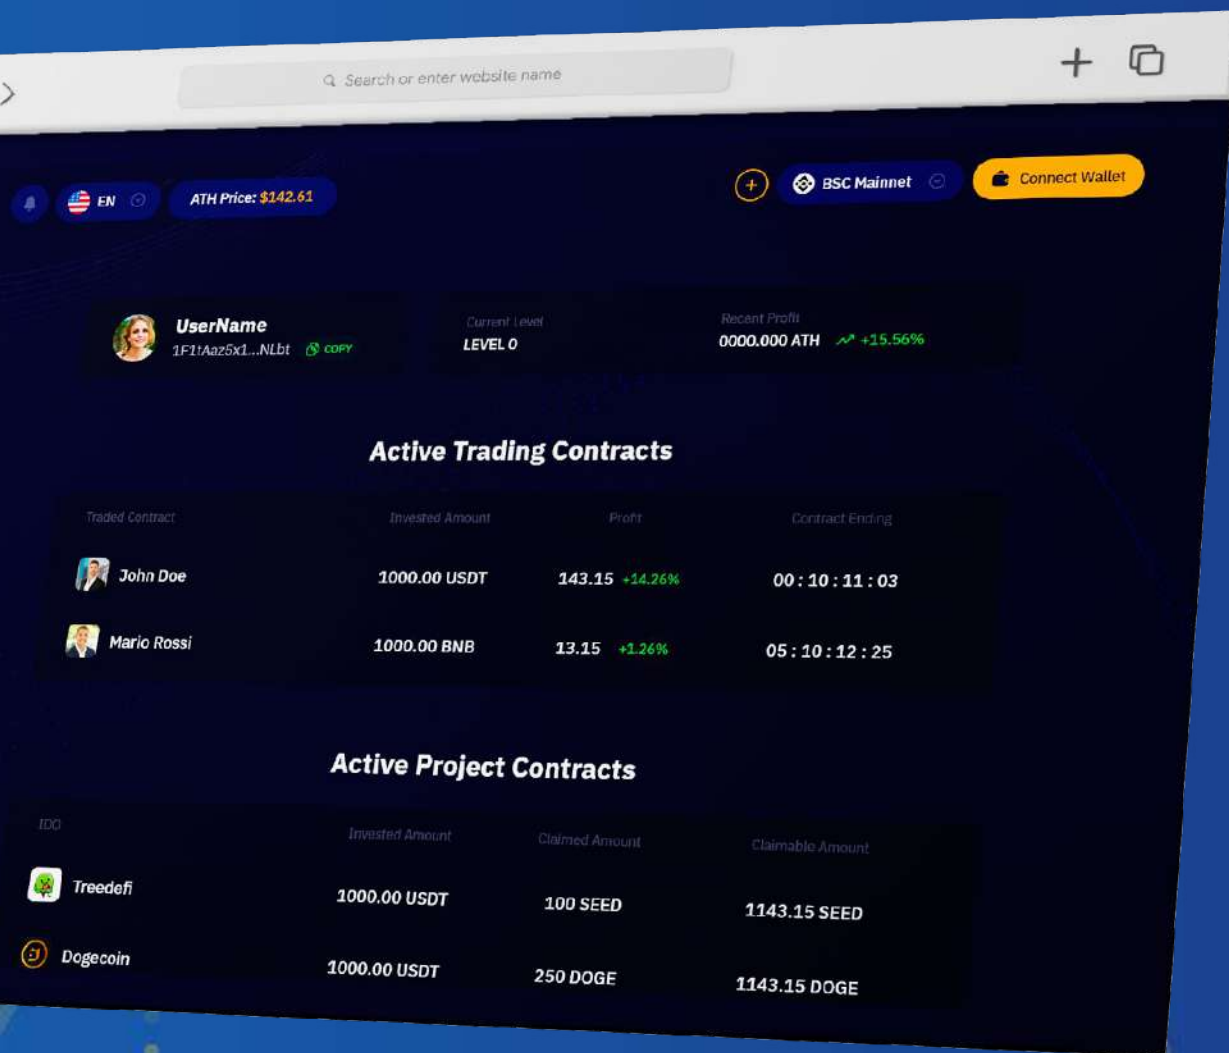 Search or enter website name
EN
ATH Price: $142.61
BSC Mainnet
Connect Wallet
UserName
1F1tAaz5x1...NLbt
COPY
Current Level
LEVEL 0
Recent Profit
0000.000 ATH
+15.56%
Active Trading Contracts
Traded Contract Invested Amount Profit Contract Ending
John Doe 1000.00 USDT 143.15 +14.26% 00:10:11:03
Mario Rossi 1000.00 BNB 13.15 +1.26% 05:10:12:25
Active Project Contracts
IDO Invested Amount Claimed Amount Claimable Amount
Treedefi 1000.00 USDT 100 SEED 1143.15 SEED
Dogecoin 1000.00 USDT 250 DOGE 1143.15 DOGE